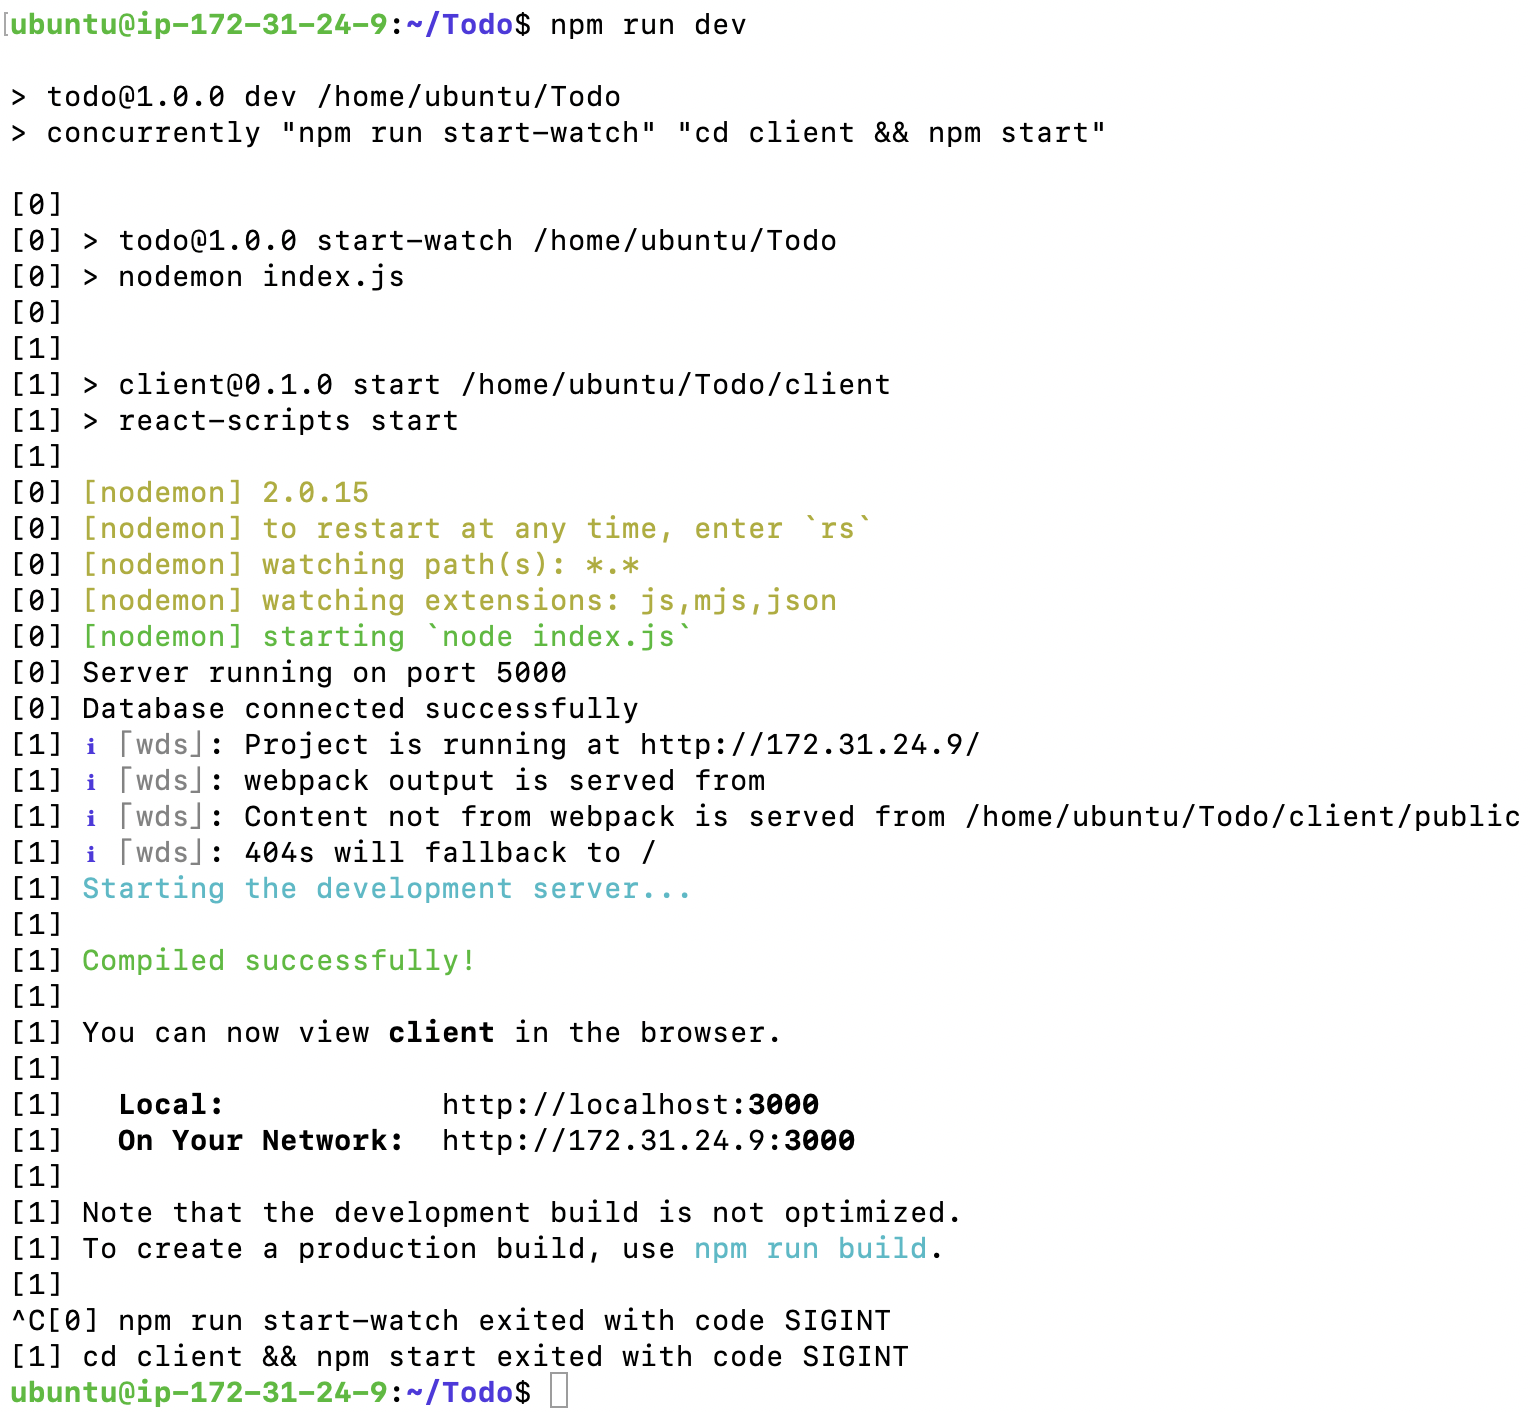 ubuntu@ip-172-31-24-9:~/Todo$ npm run dev
> todo@1.0.0 dev /home/ubuntu/Todo
> concurrently "npm run start-watch" "cd client && npm start"
[0]
[0] > todo@1.0.0 start-watch /home/ubuntu/Todo
[0] > nodemon index.js
[0]
[1]
[1] > client@0.1.0 start /home/ubuntu/Todo/client
[1] > react-scripts start
[1]
[0] [nodemon] 2.0.15
[0] [nodemon] to restart at any time, enter `rs`
[0] [nodemon] watching path(s): *.*
[0] [nodemon] watching extensions: js,mjs,json
[0] [nodemon] starting `node index.js`
[0] Server running on port 5000
[0] Database connected successfully
[1] ℹ ｢wds｣: Project is running at http://172.31.24.9/
[1] ℹ ｢wds｣: webpack output is served from
[1] ℹ ｢wds｣: Content not from webpack is served from /home/ubuntu/Todo/client/public
[1] ℹ ｢wds｣: 404s will fallback to /
[1] Starting the development server...
[1]
[1] Compiled successfully!
[1]
[1] You can now view client in the browser.
[1]
[1]   Local:            http://localhost:3000
[1]   On Your Network:  http://172.31.24.9:3000
[1]
[1] Note that the development build is not optimized.
[1] To create a production build, use npm run build.
[1]
^C[0] npm run start-watch exited with code SIGINT
[1] cd client && npm start exited with code SIGINT
ubuntu@ip-172-31-24-9:~/Todo$